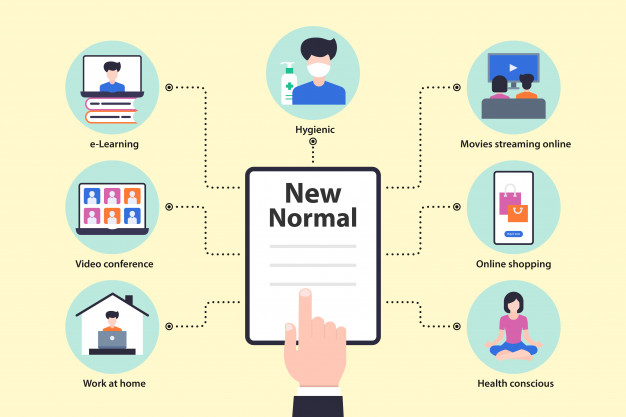 Hygienic
e-Learning
Movies streaming online
New
Normal
Video conference
Online shopping
Work at home
Health conscious